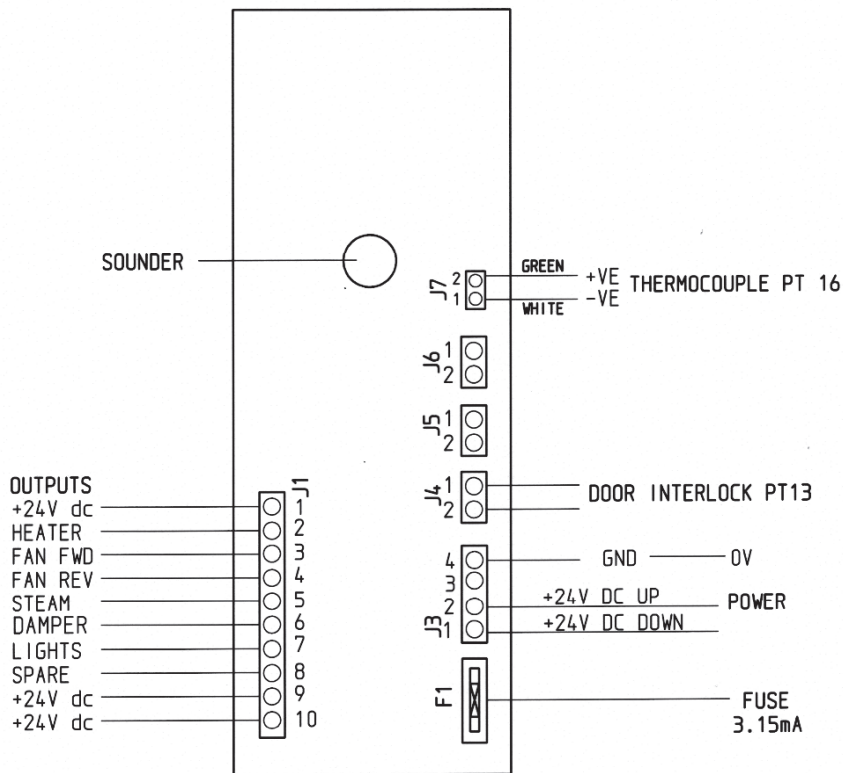 SOUNDER
GREEN
+VE
THERMOCOUPLE PT 16
-VE
WHITE
J7
2
1
J6
1
2
J5
1
2
OUTPUTS
+24V dc
HEATER
FAN FWD
FAN REV
STEAM
DAMPER
LIGHTS
SPARE
+24V dc
+24V dc
J1
1
2
3
4
5
6
7
8
9
10
J4
1
2
DOOR INTERLOCK PT13
J3
4
3
2
1
GND
0V
+24V DC UP
POWER
+24V DC DOWN
F1
FUSE
3.15mA